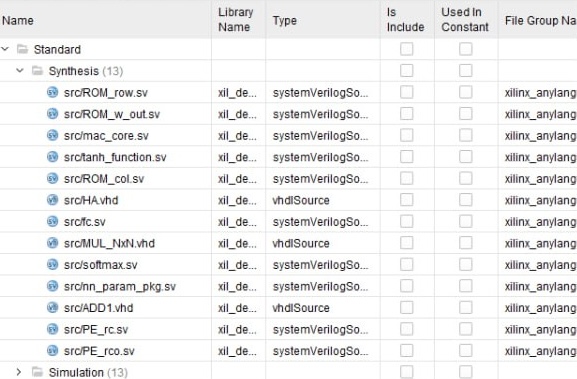 Name Library Name Type Is Include Used In Constant File Group Na
Standard
Synthesis (13)
src/ROM_row.sv xil_de... systemVerilogSo... xilinx_anylang
src/ROM_w_out.sv xil_de... systemVerilogSo... xilinx_anylang
src/mac_core.sv xil_de... systemVerilogSo... xilinx_anylang
src/tanh_function.sv xil_de... systemVerilogSo... xilinx_anylang
src/ROM_col.sv xil_de... systemVerilogSo... xilinx_anylang
src/HA.vhd xil_de... vhdlSource xilinx_anylang
src/fc.sv xil_de... systemVerilogSo... xilinx_anylang
src/MUL_NxN.vhd xil_de... vhdlSource xilinx_anylang
src/softmax.sv xil_de... systemVerilogSo... xilinx_anylang
src/nn_param_pkg.sv xil_de... systemVerilogSo... xilinx_anylang
src/ADD1.vhd xil_de... vhdlSource xilinx_anylang
src/PE_rc.sv xil_de... systemVerilogSo... xilinx_anylang
src/PE_rco.sv xil_de... systemVerilogSo... xilinx_anylang
Simulation (13)